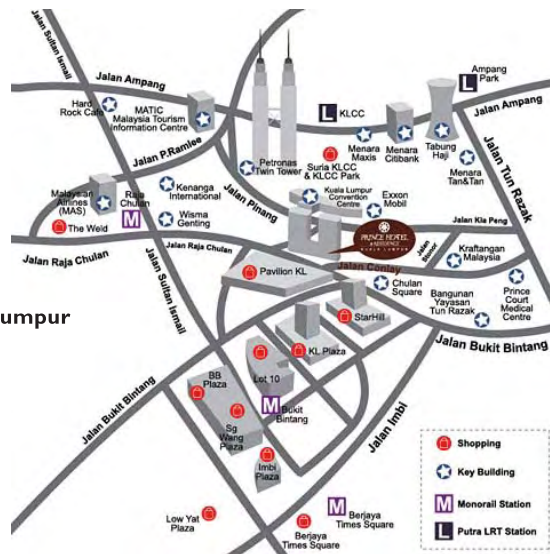 Jalan Sultan Ismail
Jalan Ampang
Hard
Rock Cafe
MATIC
Malaysia Tourism
Information Centre
L KLCC
Ampang
Park
L
Jalan Ampang
Jalan P.Ramlee
Petronas
Twin Tower
Suria KLCC
& KLCC Park
Menara
Maxis
Menara
Citibank
Tabung
Haji
Menara
Tan&Tan
Jalan Tun Razak
Malaysian
Airlines
(MAS)
Raja
Chulan
M
Kenanga
International
Jalan Pinang
Kuala Lumpur
Convention
Centre
Exxon
Mobil
The Weld
Wisma
Genting
Jalan Raja Chulan
Jalan Raja Chulan
PRINCE HOTEL
& RESIDENCE
KUALA LUMPUR
Jalan Kia Peng
Jalan Stonor
Kraftangan
Malaysia
Jalan Conlay
Pavilion KL
Chulan
Square
Bangunan
Yayasan
Tun Razak
Prince
Court
Medical
Centre
Jalan Sultan Ismail
umpur
StarHill
KL Plaza
Jalan Bukit Bintang
BB
Plaza
Lot 10
M Bukit
Bintang
Jalan Bukit Bintang
Sg
Wang
Plaza
Imbi
Plaza
Jalan Imbi
Low Yat
Plaza
Berjaya
Times Square
M
Berjaya
Times Square
Shopping
Key Building
M Monorail Station
L Putra LRT Station